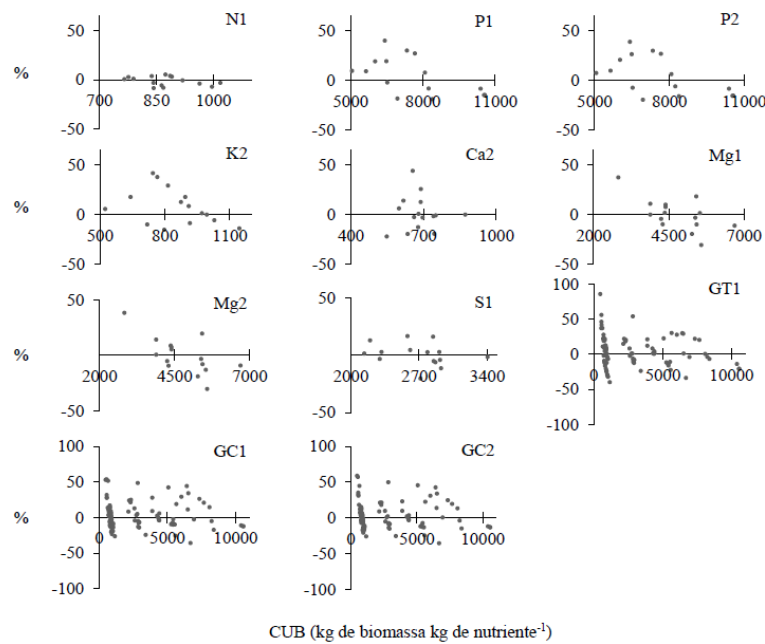 N1 P1 P2
% 50 0 -50 700 850 1000
50 0 -50 5000 8000 11000
50 0 -50 5000 8000 11000
K2 Ca2 Mg1
% 50 0 -50 500 800 1100
50 0 -50 400 700 1000
50 0 -50 2000 4500 7000
Mg2 S1 GT1
% 50 0 -50 2000 4500 7000
50 0 -50 2000 2700 3400
100 50 0 -50 -100 0 5000 10000
GC1 GC2
% 100 50 0 -50 -100 0 5000 10000
100 50 0 -50 -100 0 5000 10000
CUB (kg de biomassa kg de nutriente⁻¹)